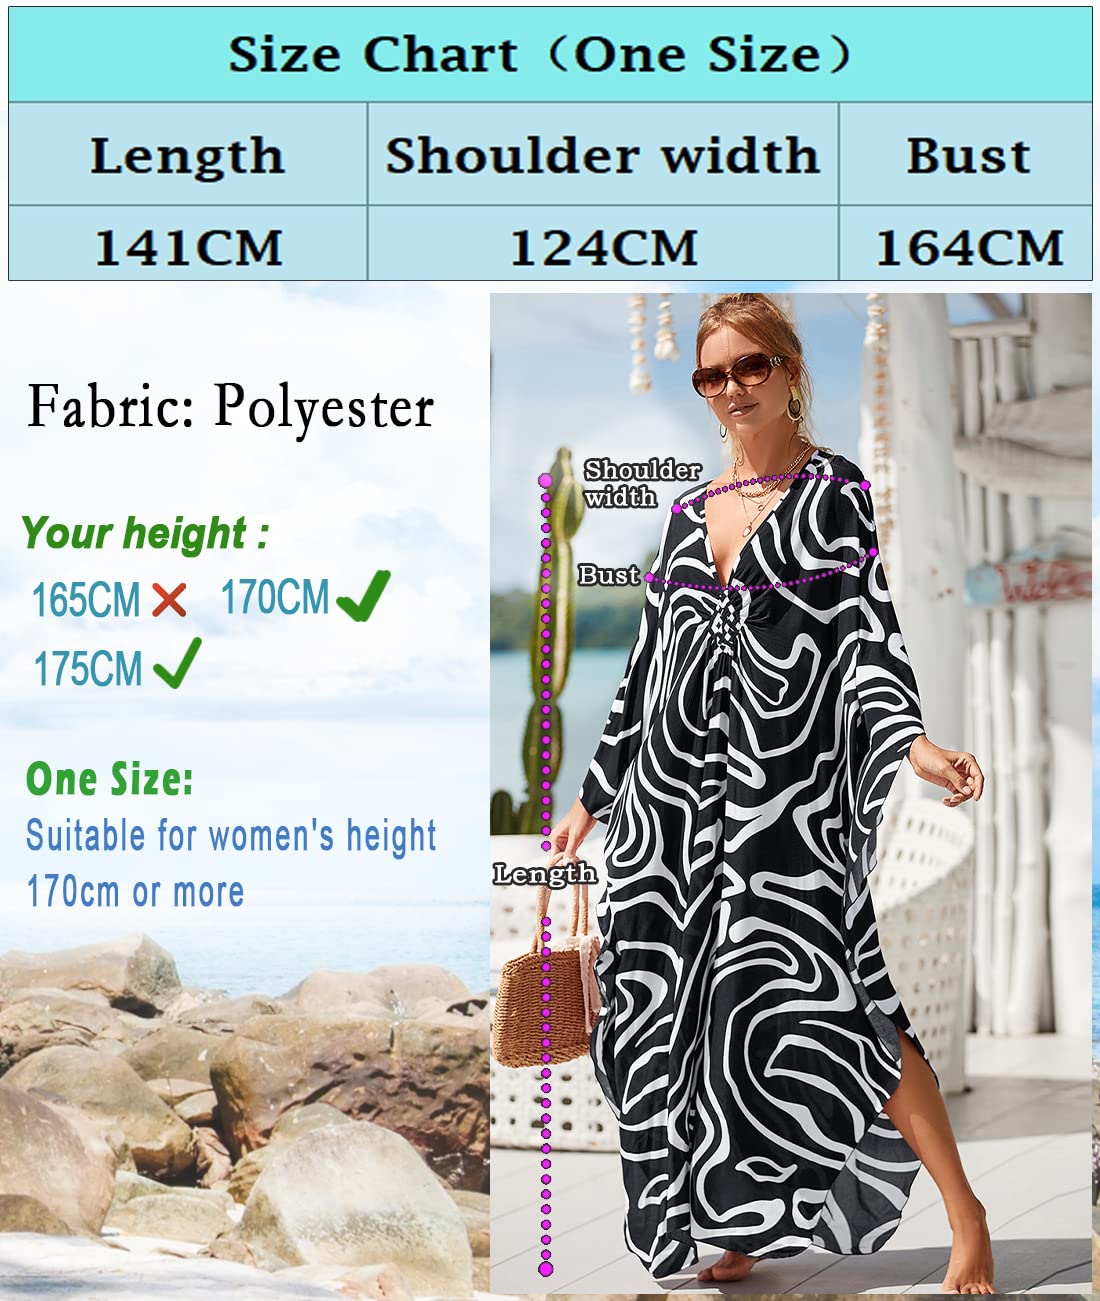 Size Chart（One Size）
Length Shoulder width Bust
141CM 124CM 164CM
Fabric: Polyester
Your height :
165CM 170CM
175CM
One Size:
Suitable for women's height
170cm or more
Shoulder
width
Bust
Length